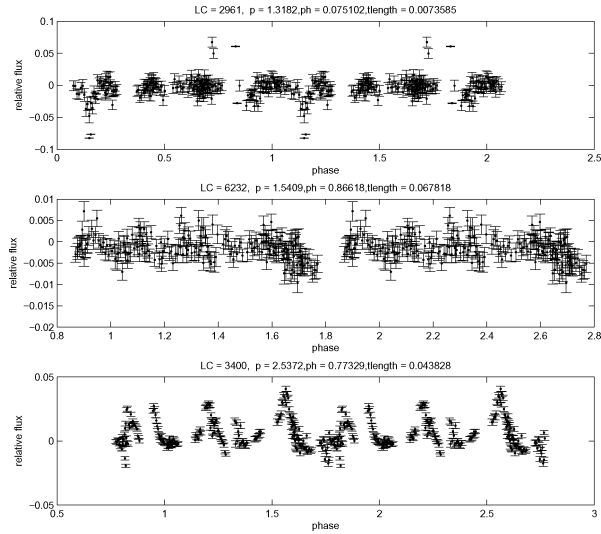 LC = 2961,  p = 1.3182,ph = 0.075102,tlength = 0.0073585
0.1
0.05
0
−0.05
−0.1
relative flux
0 0.5 1 1.5 2 2.5
phase
LC = 6232,  p = 1.5409,ph = 0.86618,tlength = 0.067818
0.01
0.005
0
−0.005
−0.01
−0.015
−0.02
relative flux
0.8 1 1.2 1.4 1.6 1.8 2 2.2 2.4 2.6 2.8
phase
LC = 3400,  p = 2.5372,ph = 0.77329,tlength = 0.043828
0.05
0
−0.05
relative flux
0.5 1 1.5 2 2.5 3
phase